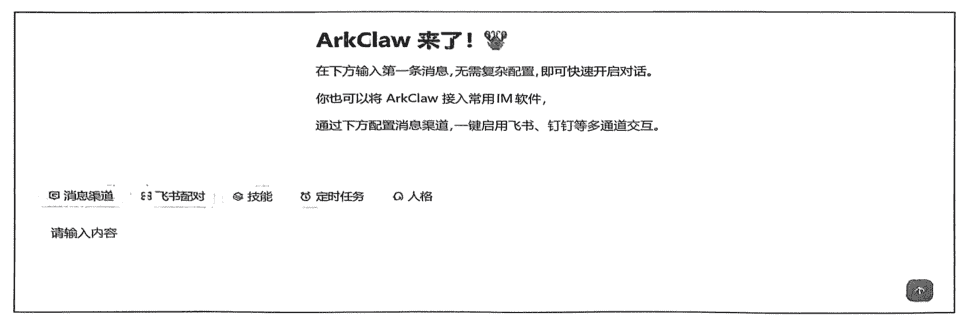 ArkClaw 来了！
在下方输入第一条消息，无需复杂配置，即可快速开启对话。
你也可以将 ArkClaw 接入常用IM软件，
通过下方配置消息渠道，一键启用飞书、钉钉等多通道交互。
消息渠道 飞书配对 技能 定时任务 人格
请输入内容